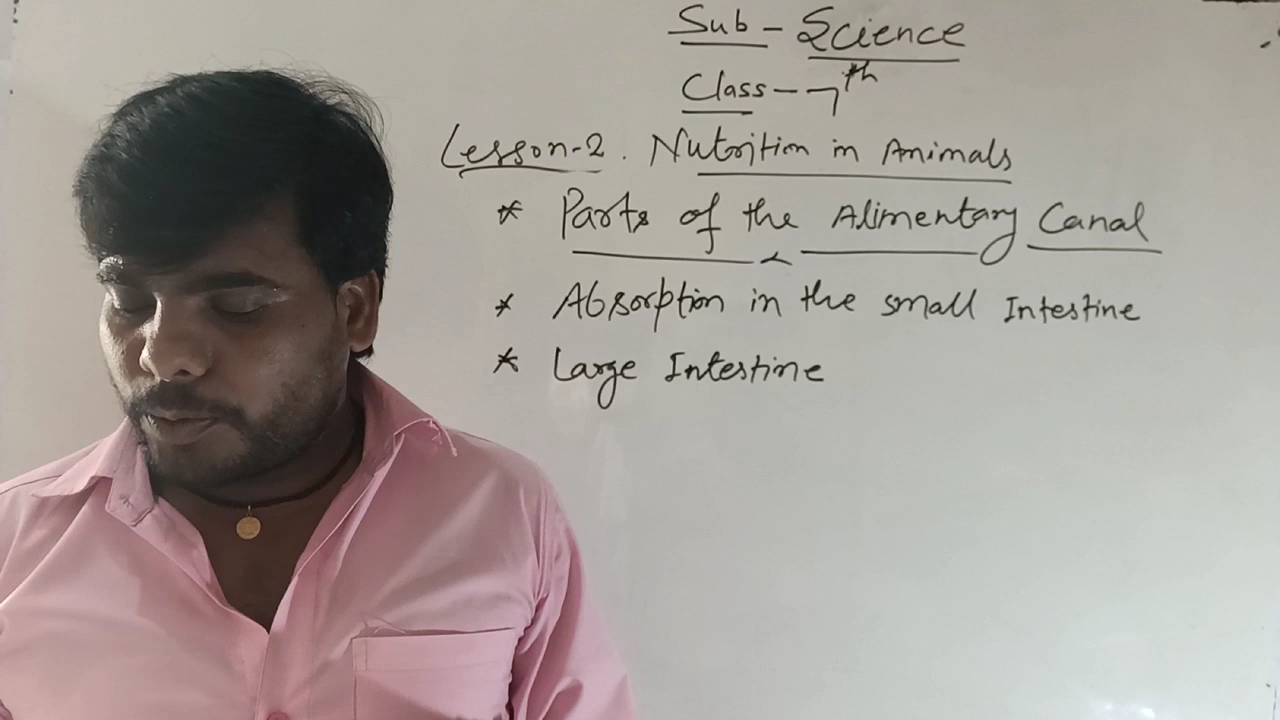 Sub - Science
Class - 7th
Lesson-2. Nutrition in Animals
* Parts of the Alimentary Canal
* Absorption in the small Intestine
* Large Intestine